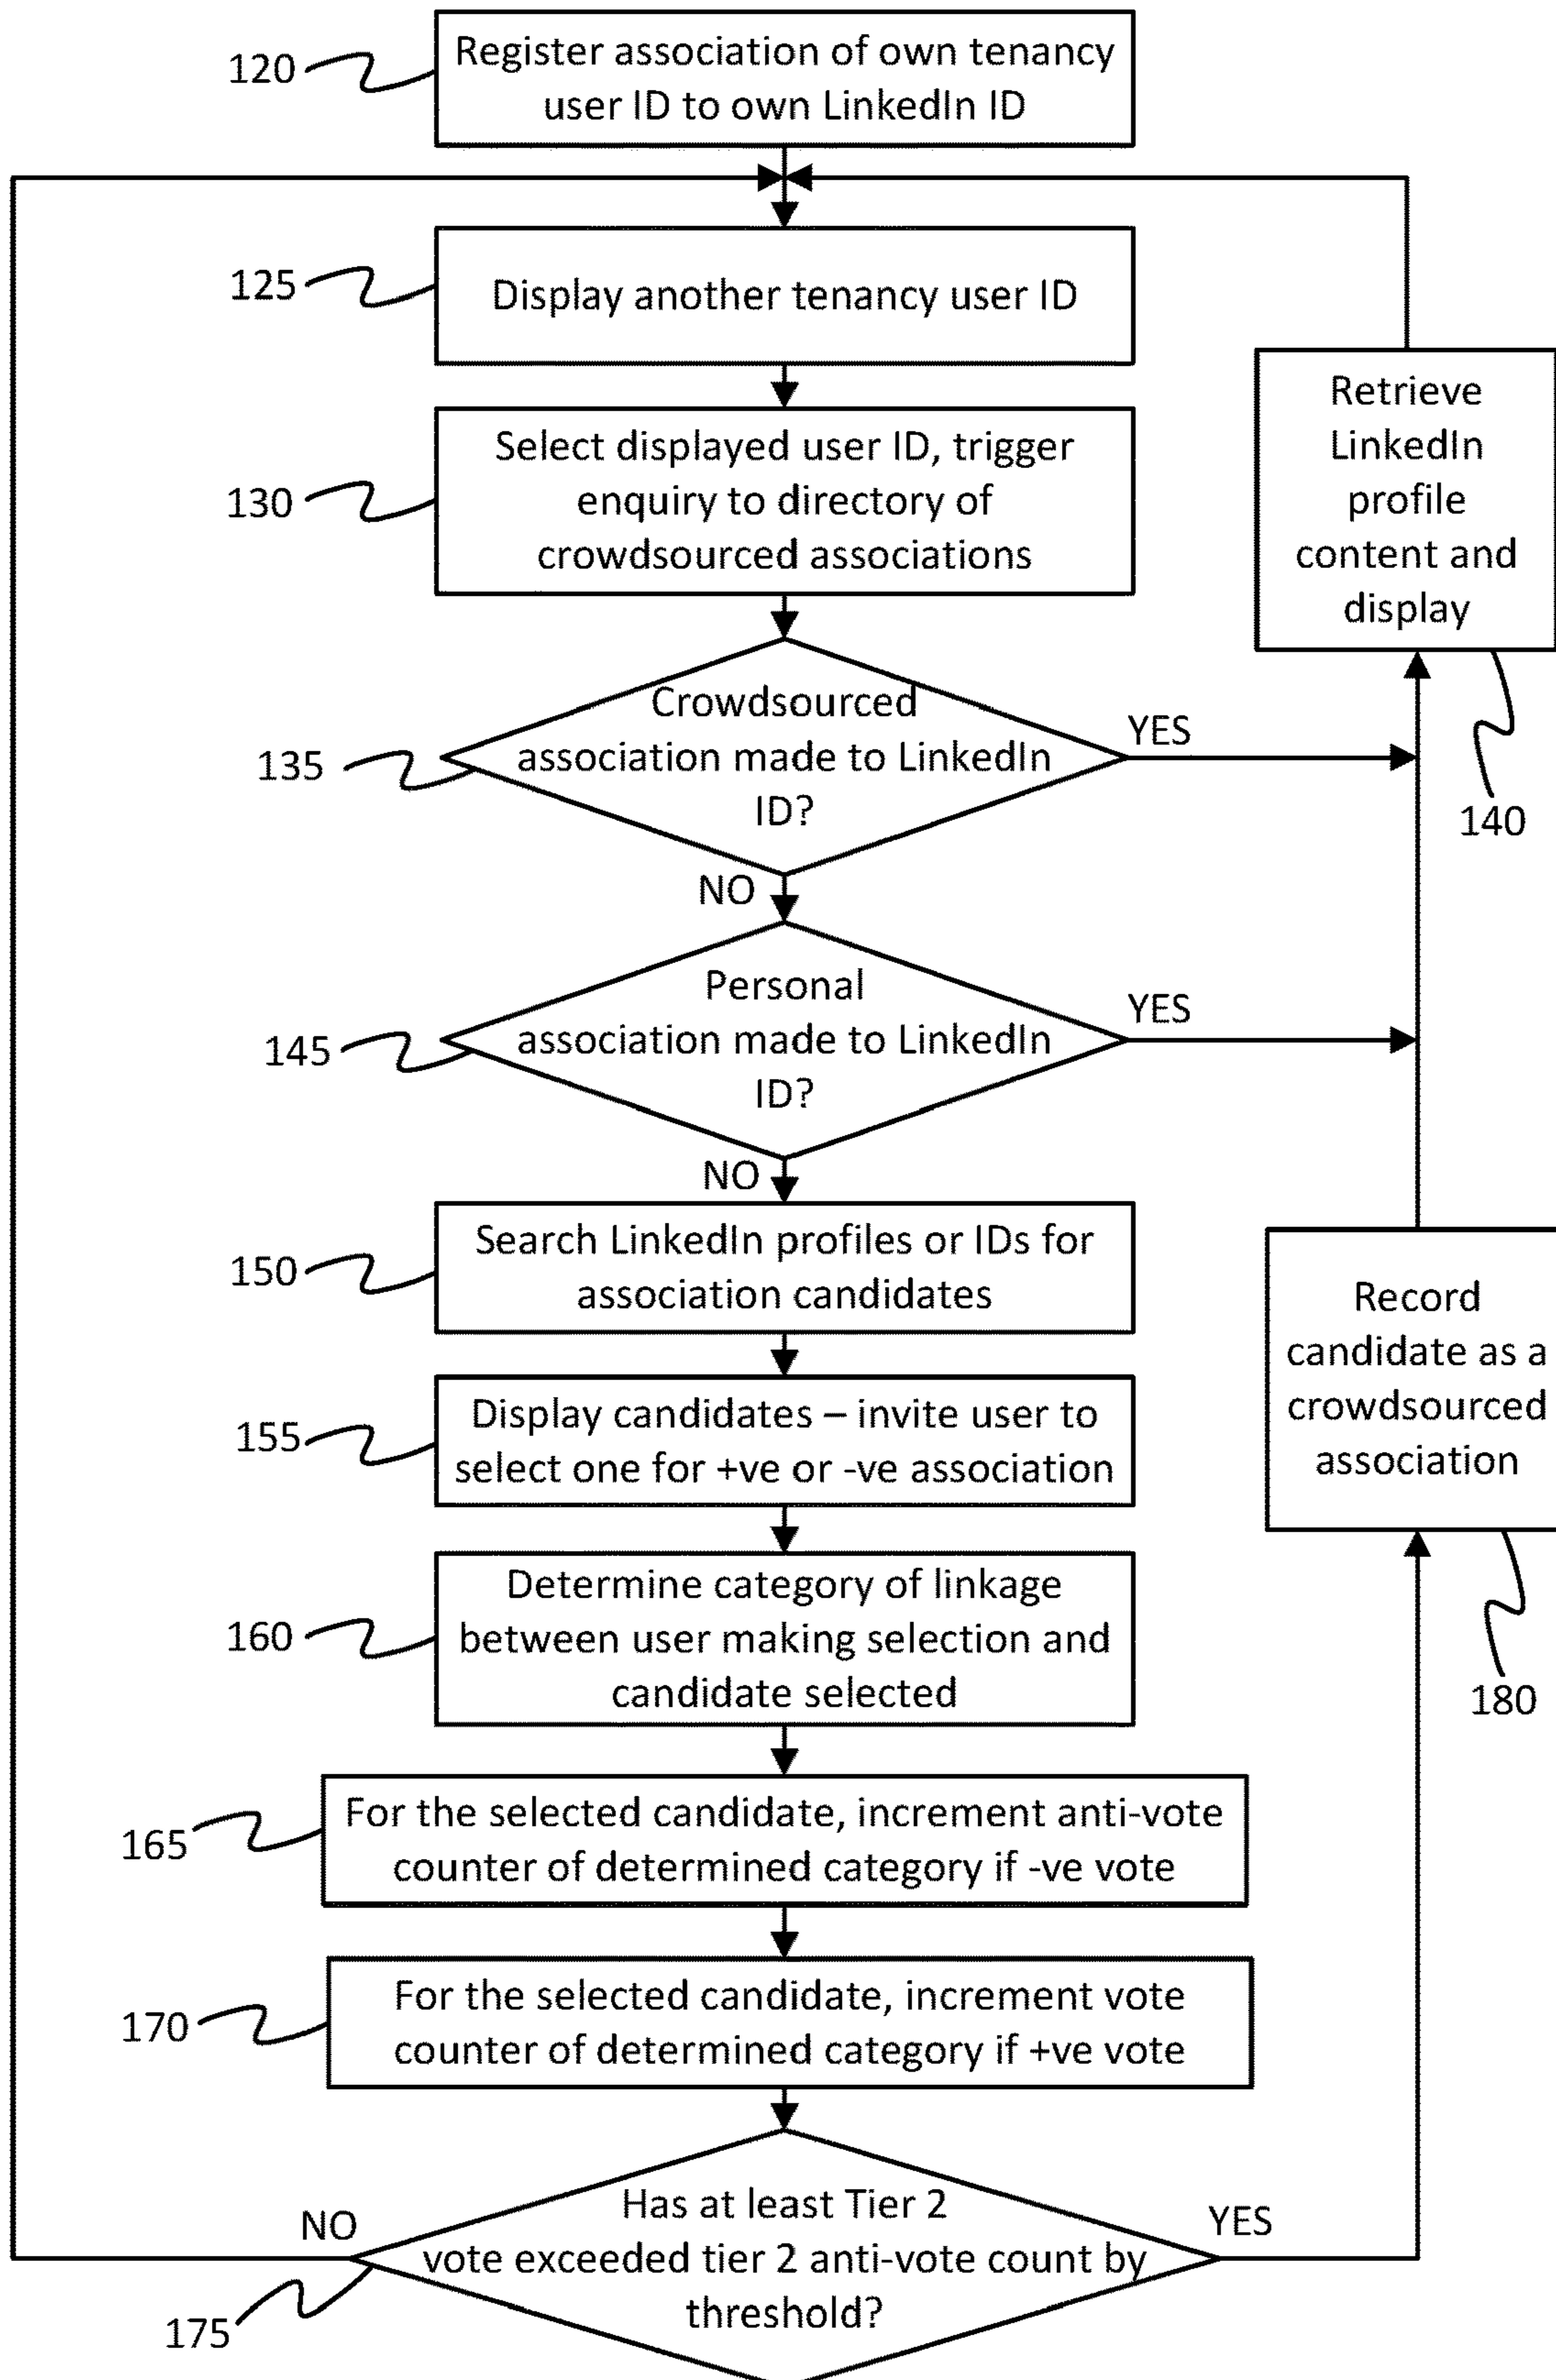 120
Register association of own tenancy
user ID to own LinkedIn ID
125
Display another tenancy user ID
130
Select displayed user ID, trigger
enquiry to directory of
crowdsourced associations
Retrieve
LinkedIn
profile
content and
display
140
135
Crowdsourced
association made to LinkedIn
ID?
YES
NO
145
Personal
association made to LinkedIn
ID?
YES
NO
150
Search LinkedIn profiles or IDs for
association candidates
155
Display candidates – invite user to
select one for +ve or -ve association
Record
candidate as a
crowdsourced
association
180
160
Determine category of linkage
between user making selection and
candidate selected
165
For the selected candidate, increment anti-vote
counter of determined category if -ve vote
170
For the selected candidate, increment vote
counter of determined category if +ve vote
NO
Has at least Tier 2
vote exceeded tier 2 anti-vote count by
threshold?
YES
175